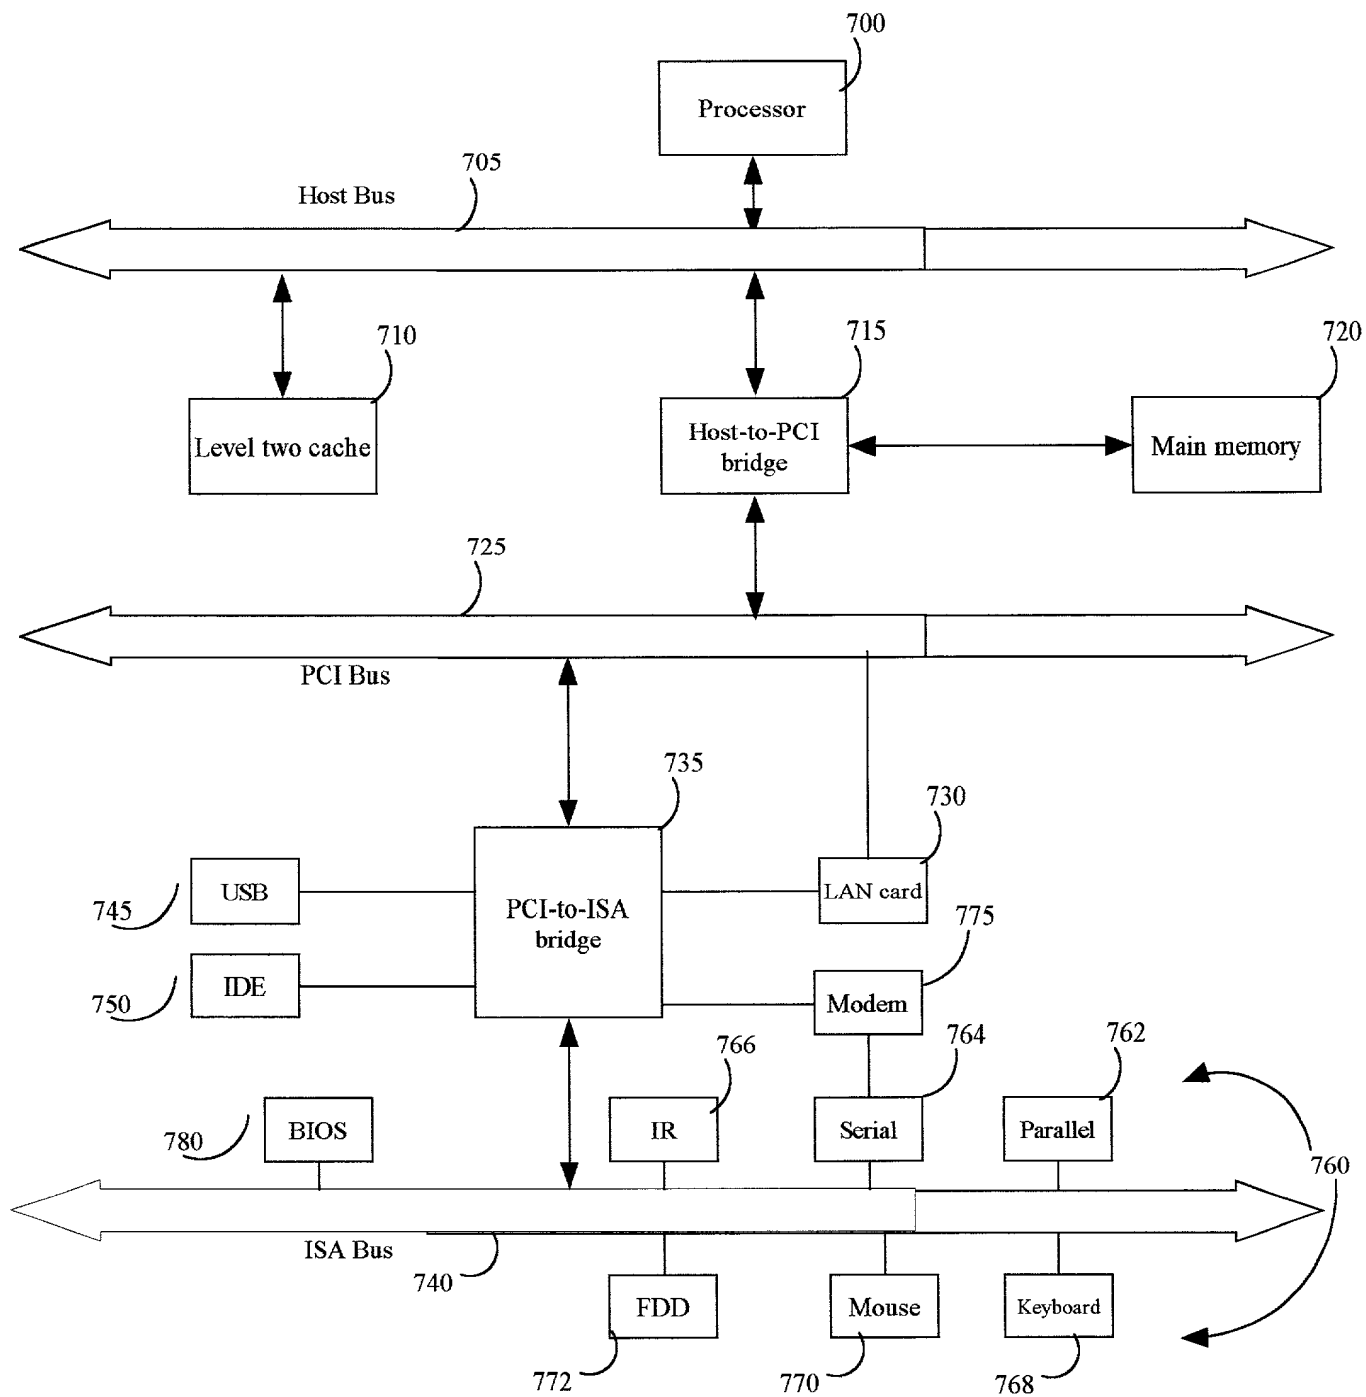 700
Processor
705
Host Bus
710
715
720
Level two cache
Host-to-PCI
bridge
Main memory
725
PCI Bus
735
730
745
USB
PCI-to-ISA
bridge
LAN card
775
750
IDE
Modem
766
764
762
780
BIOS
IR
Serial
Parallel
760
ISA Bus
740
FDD
Mouse
Keyboard
772
770
768